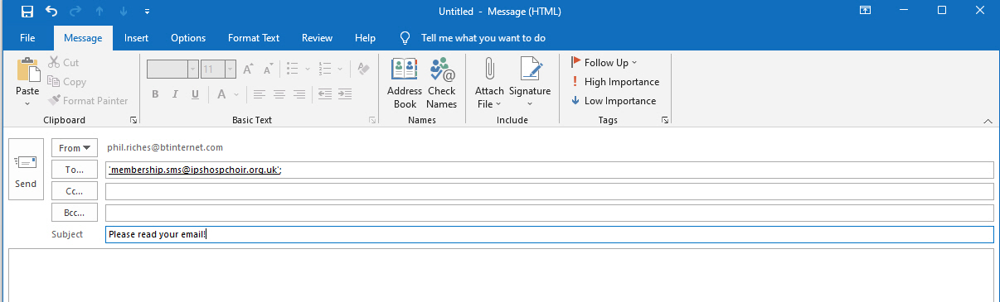 Untitled - Message (HTML)
File Message Insert Options Format Text Review Help Tell me what you want to do
Paste
Cut
Copy
Format Painter
Clipboard
11
B I U A
Basic Text
Address Book
Check Names
Names
Attach File
Signature
Include
Follow Up
High Importance
Low Importance
Tags
Send
From phil.riches@btinternet.com
To... 'membership.sms@ipshospchoir.org.uk';
Cc...
Bcc...
Subject Please read your email!